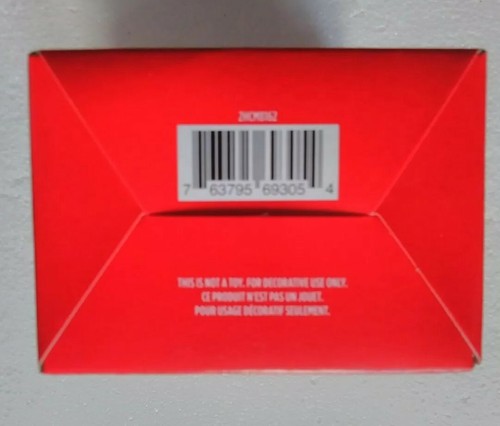 ZHCM0162
7 63795 69305 4
THIS IS NOT A TOY. FOR DECORATIVE USE ONLY.
CE PRODUIT N'EST PAS UN JOUET.
POUR USAGE DÉCORATIF SEULEMENT.